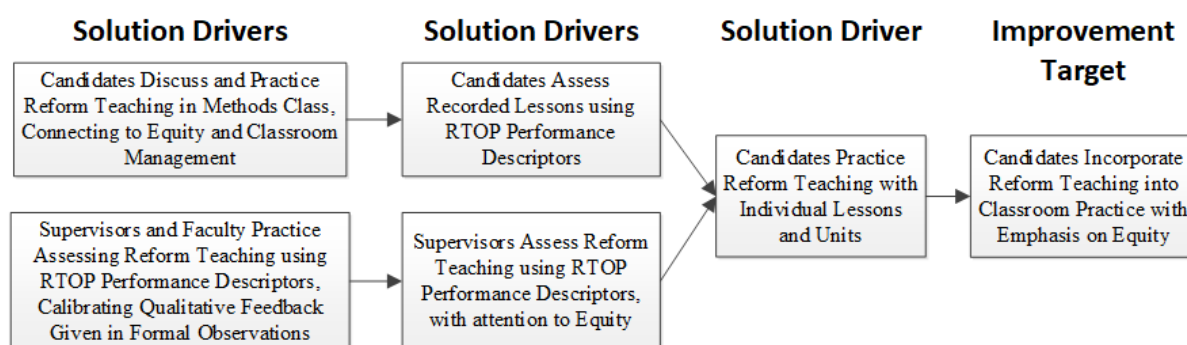 Solution Drivers
Solution Drivers
Solution Driver
Improvement
Target
Candidates Discuss and Practice
Reform Teaching in Methods Class,
Connecting to Equity and Classroom
Management
Candidates Assess
Recorded Lessons using
RTOP Performance
Descriptors
Supervisors and Faculty Practice
Assessing Reform Teaching using
RTOP Performance Descriptors,
Calibrating Qualitative Feedback
Given in Formal Observations
Supervisors Assess Reform
Teaching using RTOP
Performance Descriptors,
with attention to Equity
Candidates Practice
Reform Teaching with
Individual Lessons
and Units
Candidates Incorporate
Reform Teaching into
Classroom Practice with
Emphasis on Equity